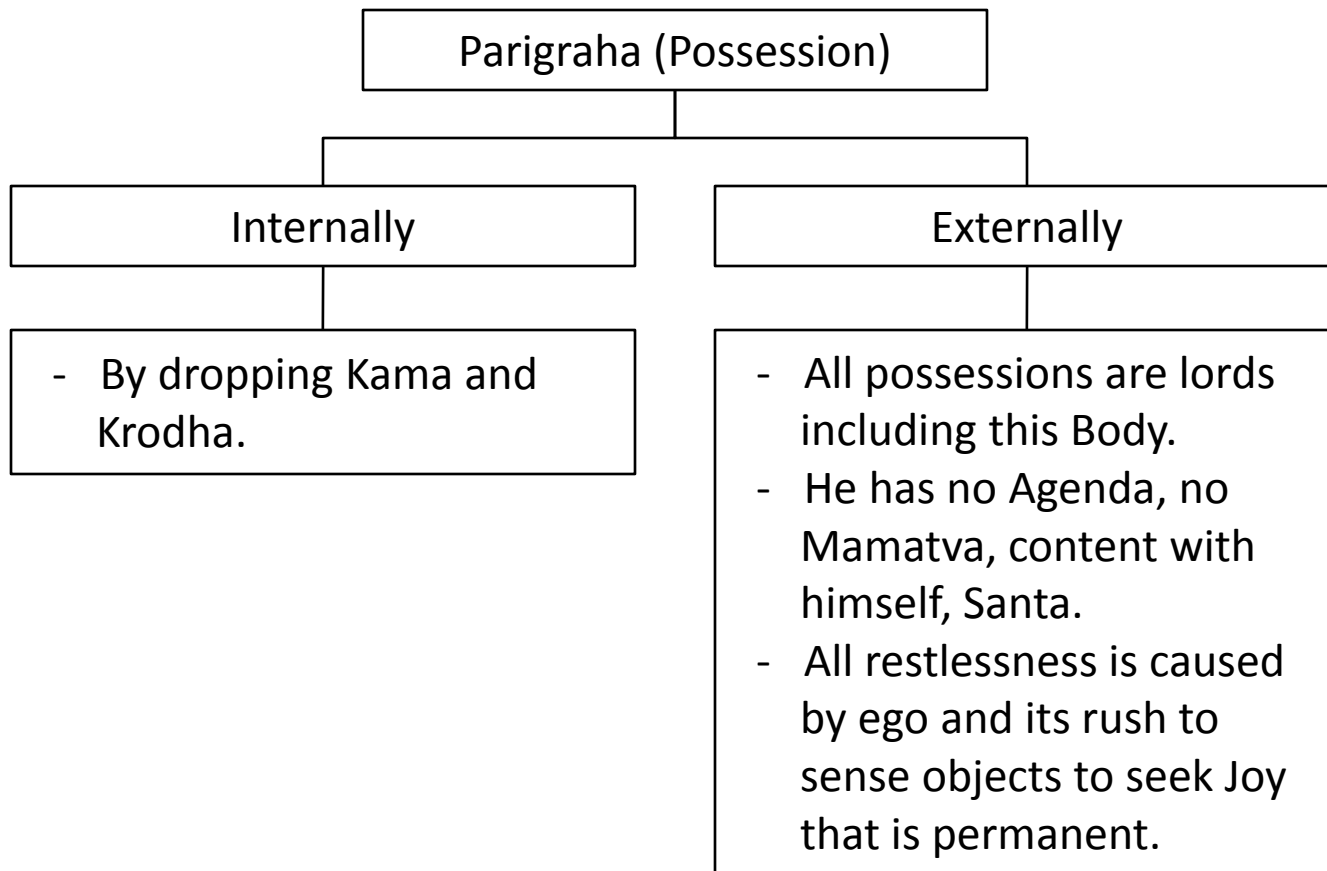 Parigraha (Possession)
Internally
Externally
- By dropping Kama and
Krodha.
- All possessions are lords
including this Body.
- He has no Agenda, no
Mamatva, content with
himself, Santa.
- All restlessness is caused
by ego and its rush to
sense objects to seek Joy
that is permanent.